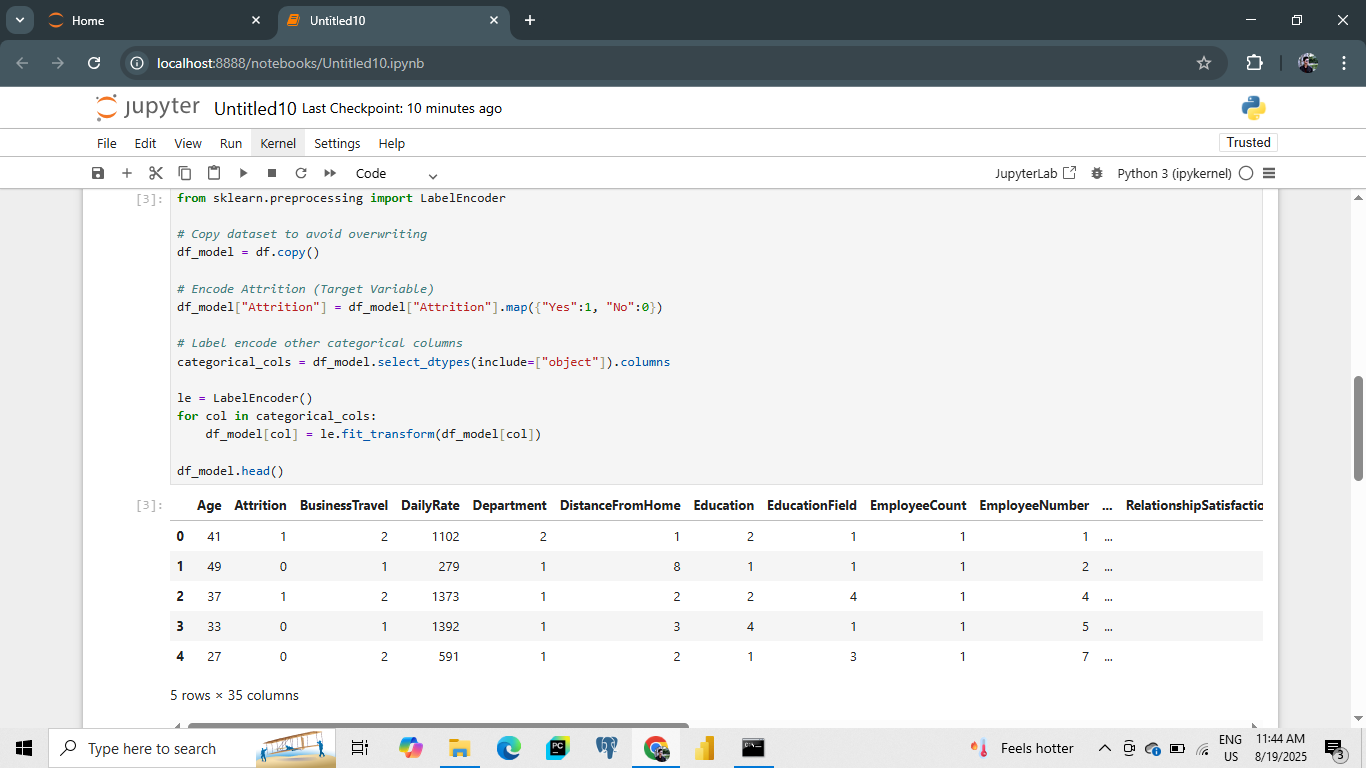 Home
Untitled10
localhost:8888/notebooks/Untitled10.ipynb
jupyter Untitled10 Last Checkpoint: 10 minutes ago
File Edit View Run Kernel Settings Help
Trusted
Code
JupyterLab
Python 3 (ipykernel)
[3]:
from sklearn.preprocessing import LabelEncoder
# Copy dataset to avoid overwriting
df_model = df.copy()
# Encode Attrition (Target Variable)
df_model["Attrition"] = df_model["Attrition"].map({"Yes":1, "No":0})
# Label encode other categorical columns
categorical_cols = df_model.select_dtypes(include=["object"]).columns
le = LabelEncoder()
for col in categorical_cols:
    df_model[col] = le.fit_transform(df_model[col])
df_model.head()
[3]:
Age Attrition BusinessTravel DailyRate Department DistanceFromHome Education EducationField EmployeeCount EmployeeNumber ... RelationshipSatisfactio
0 41 1 2 1102 2 1 2 1 1 1 ...
1 49 0 1 279 1 8 1 1 1 2 ...
2 37 1 2 1373 1 2 2 4 1 4 ...
3 33 0 1 1392 1 3 4 1 1 5 ...
4 27 0 2 591 1 2 1 3 1 7 ...
5 rows × 35 columns
Type here to search
PC
Feels hotter
ENG
US
11:44 AM
8/19/2025
3